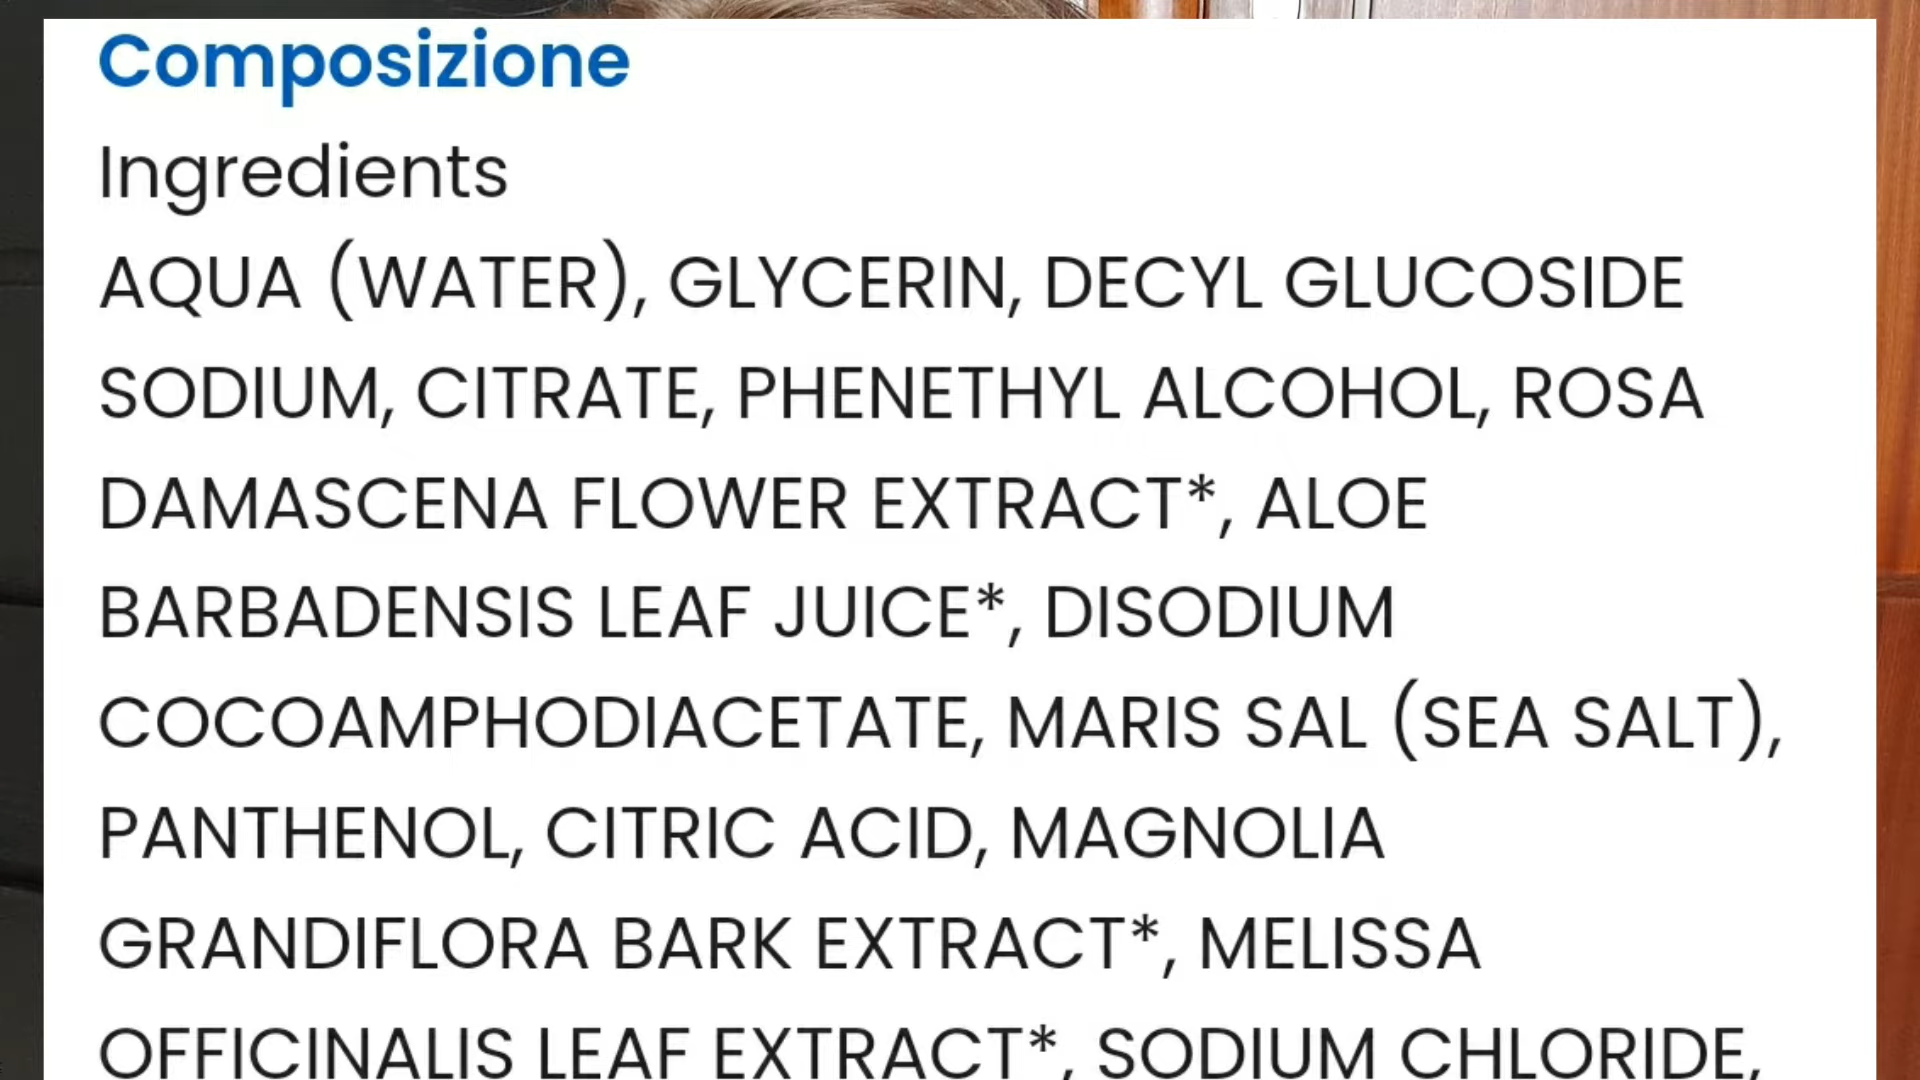 Composizione
Ingredients
AQUA (WATER), GLYCERIN, DECYL GLUCOSIDE
SODIUM, CITRATE, PHENETHYL ALCOHOL, ROSA
DAMASCENA FLOWER EXTRACT*, ALOE
BARBADENSIS LEAF JUICE*, DISODIUM
COCOAMPHODIACETATE, MARIS SAL (SEA SALT),
PANTHENOL, CITRIC ACID, MAGNOLIA
GRANDIFLORA BARK EXTRACT*, MELISSA
OFFICINALIS LEAF EXTRACT*, SODIUM CHLORIDE,